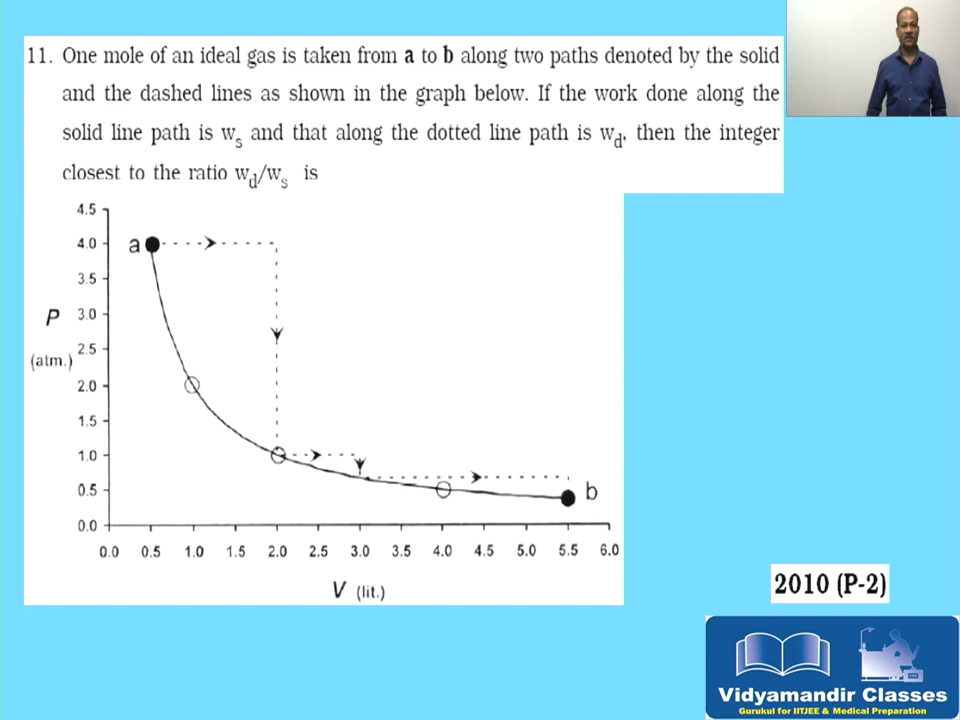 11. One mole of an ideal gas is taken from a to b along two paths denoted by the solid
and the dashed lines as shown in the graph below. If the work done along the
solid line path is wₛ and that along the dotted line path is w_d, then the integer
closest to the ratio w_d/wₛ is
4.5
4.0
3.5
3.0
2.5
2.0
1.5
1.0
0.5
0.0
P
(atm.)
a
b
0.0 0.5 1.0 1.5 2.0 2.5 3.0 3.5 4.0 4.5 5.0 5.5 6.0
V (lit.)
2010 (P-2)
Vidyamandir Classes
Gurukul for IITJEE & Medical Preparation